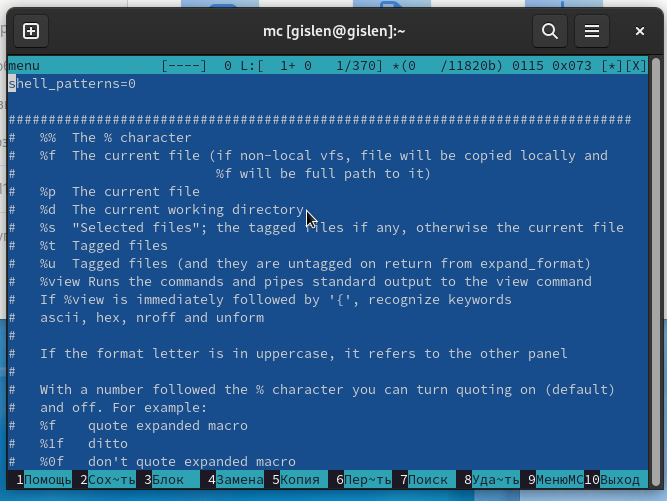 mc [gislen@gislen]:~
menu [----] 0 L:[ 1+ 0 1/370] *(0 /11820b) 0115 0x073 [*][X]
shell_patterns=0
##############################################################################
# %% The % character
# %f The current file (if non-local vfs, file will be copied locally and
# %f will be full path to it)
# %p The current file
# %d The current working directory
# %s "Selected files"; the tagged files if any, otherwise the current file
# %t Tagged files
# %u Tagged files (and they are untagged on return from expand_format)
# %view Runs the commands and pipes standard output to the view command
# If %view is immediately followed by '{', recognize keywords
# ascii, hex, nroff and unform
#
# If the format letter is in uppercase, it refers to the other panel
#
# With a number followed the % character you can turn quoting on (default)
# and off. For example:
# %f quote expanded macro
# %1f ditto
# %0f don't quote expanded macro
1Помощь 2Сох~ть 3Блок 4Замена 5Копия 6Пер~ть 7Поиск 8Уда~ть 9МенюMC 10Выход